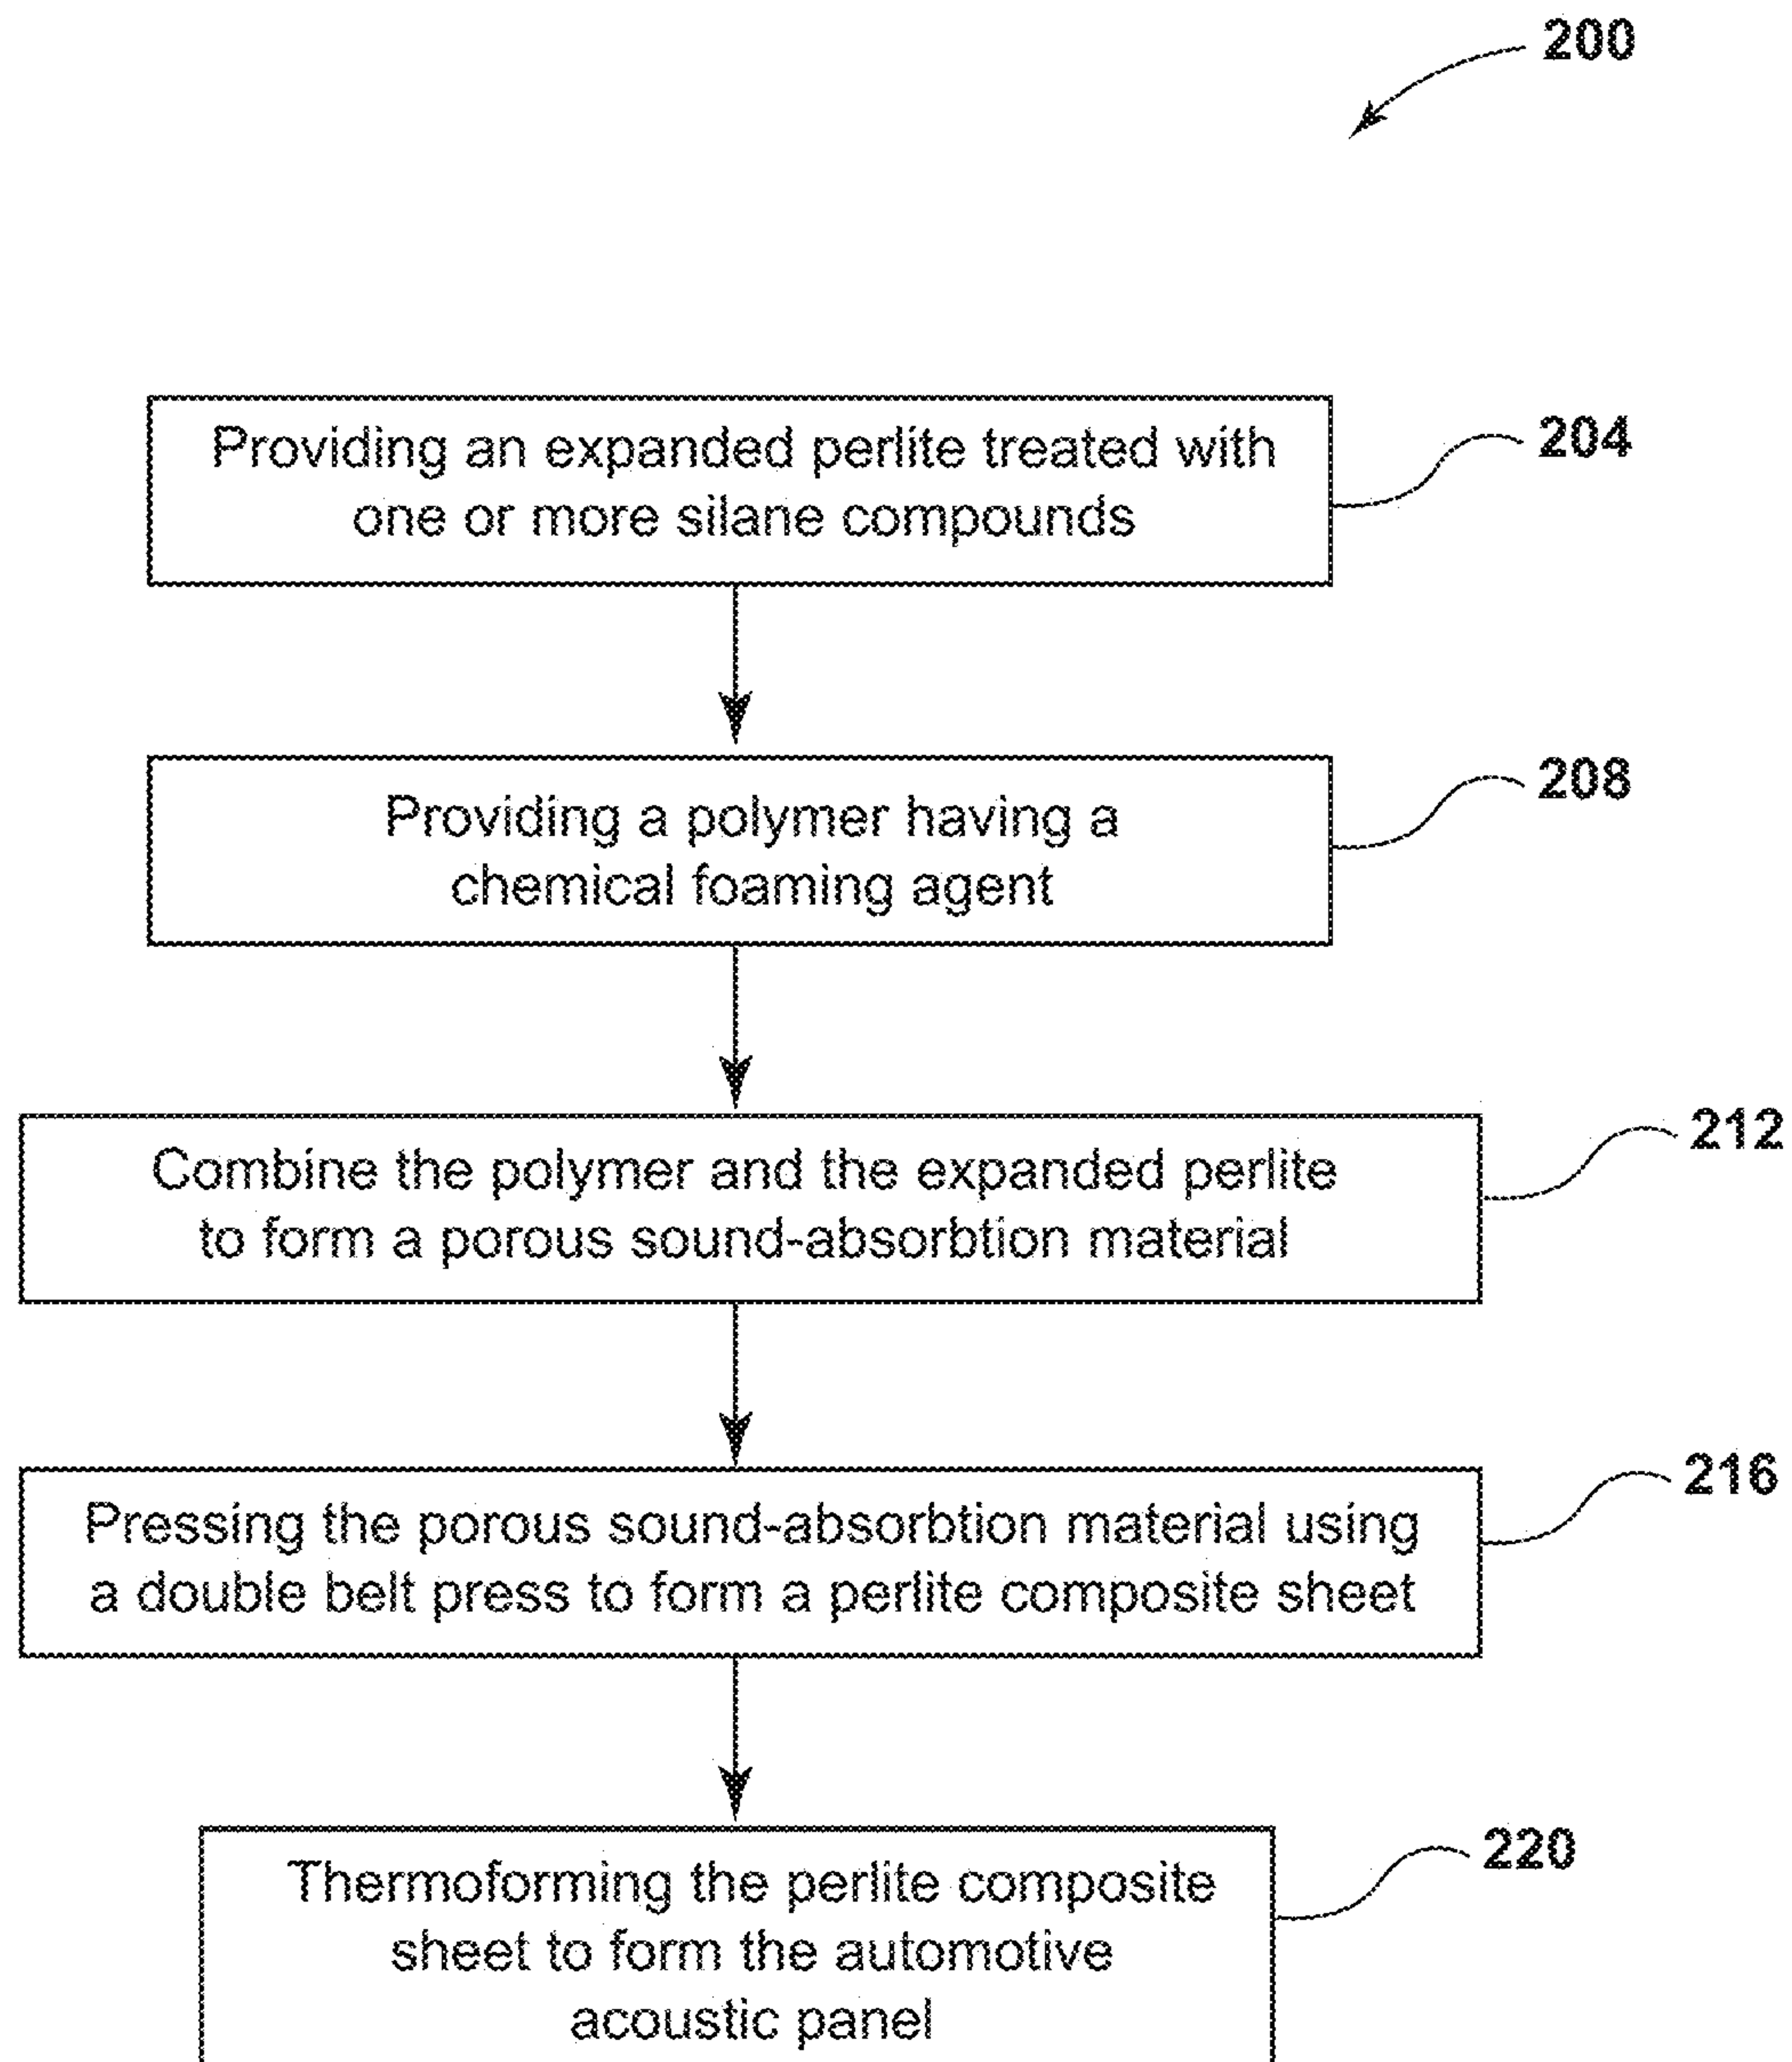 200
Providing an expanded perlite treated with
one or more silane compounds
204
Providing a polymer having a
chemical foaming agent
208
Combine the polymer and the expanded perlite
to form a porous sound-absorbtion material
212
Pressing the porous sound-absorbtion material using
a double belt press to form a perlite composite sheet
216
Thermoforming the perlite composite
sheet to form the automotive
acoustic panel
220